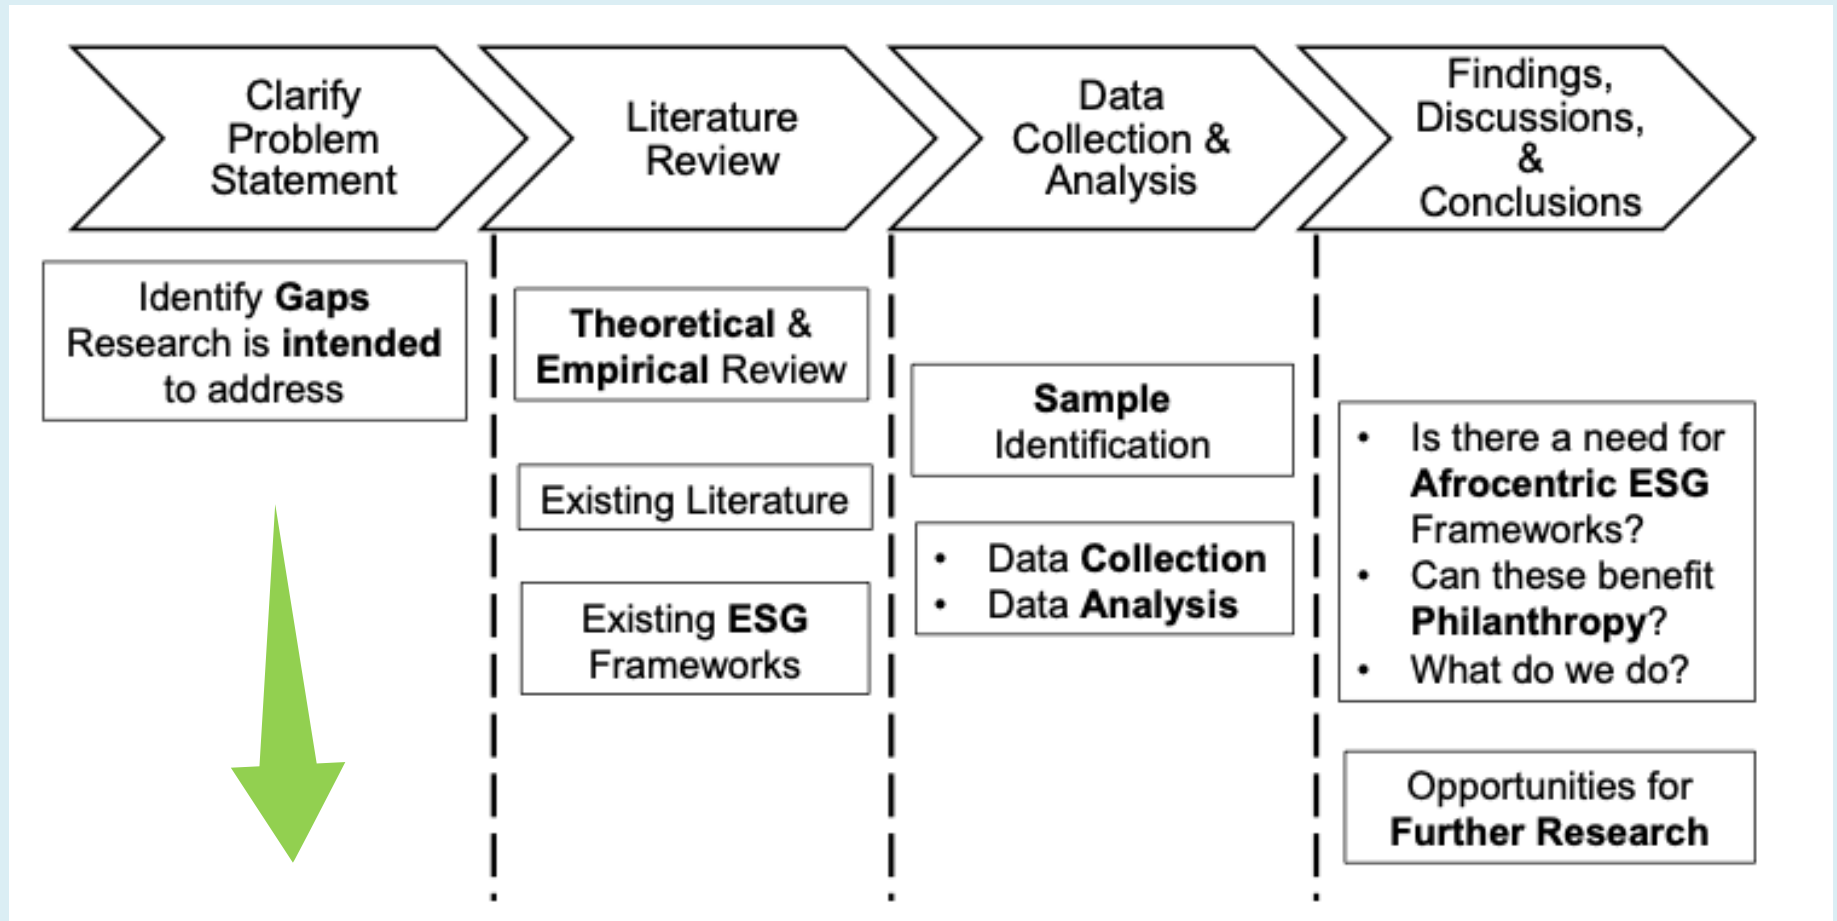 Clarify
Problem
Statement
Literature
Review
Data
Collection &
Analysis
Findings,
Discussions,
&
Conclusions
Identify Gaps
Research is intended
to address
Theoretical &
Empirical Review
Existing Literature
Existing ESG
Frameworks
Sample
Identification
• Data Collection
• Data Analysis
• Is there a need for
Afrocentric ESG
Frameworks?
• Can these benefit
Philanthropy?
• What do we do?
Opportunities for
Further Research